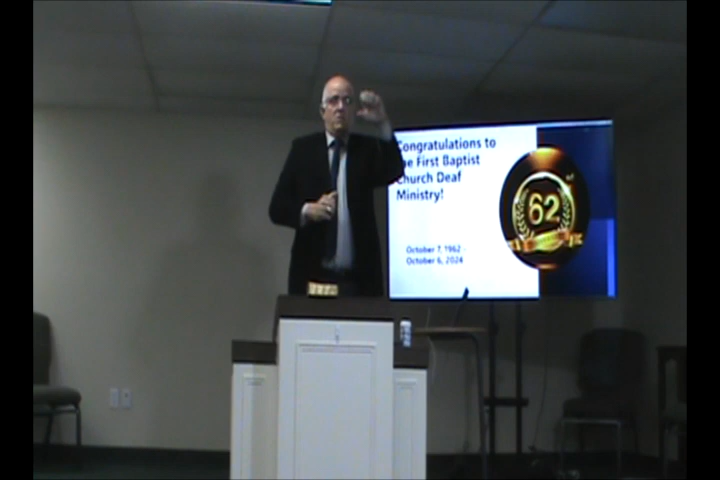 Congratulations to
the First Baptist
Church Deaf
Ministry!
62
October 7, 1962
October 6, 2024